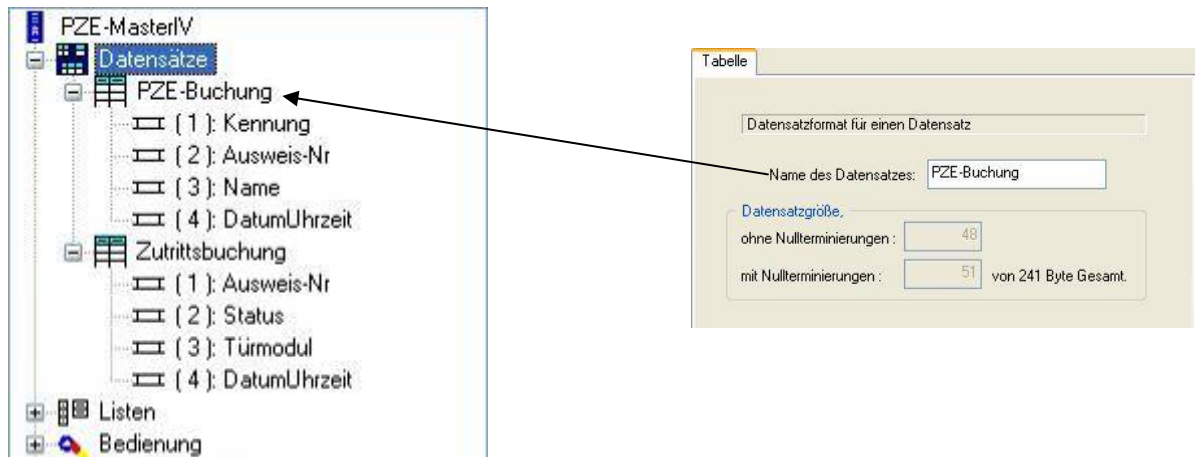 PZE-MasterIV
Datensätze
PZE-Buchung
( 1 ): Kennung
( 2 ): Ausweis-Nr
( 3 ): Name
( 4 ): DatumUhrzeit
Zutrittsbuchung
( 1 ): Ausweis-Nr
( 2 ): Status
( 3 ): Türmodul
( 4 ): DatumUhrzeit
Listen
Bedienung
Tabelle
Datensatzformat für einen Datensatz
Name des Datensatzes: PZE-Buchung
Datensatzgröße,
ohne Nullterminierungen : 48
mit Nullterminierungen : 51 von 241 Byte Gesamt.